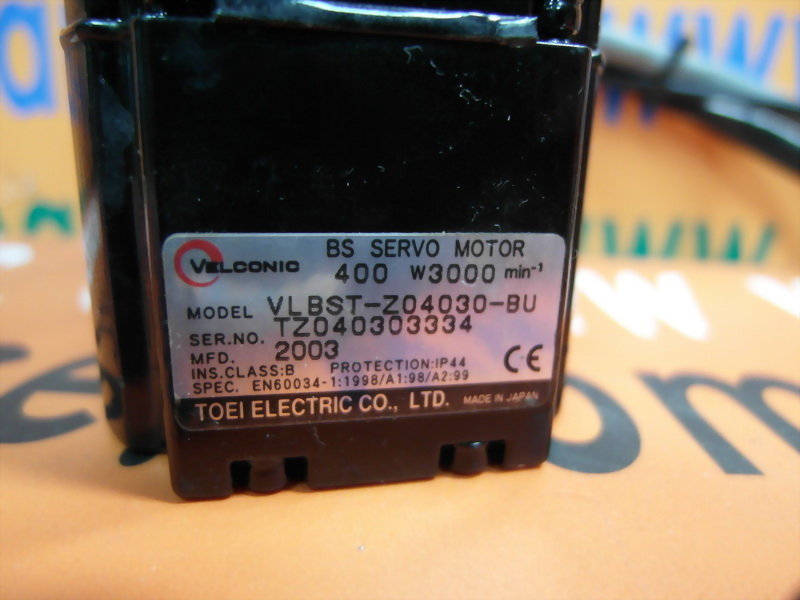 VELCONIC
BS SERVO MOTOR
400 W3000 min-¹
MODEL VLBST-Z04030-BU
SER.NO. TZ040303334
MFD. 2003
INS.CLASS:B PROTECTION:IP44
SPEC. EN60034-1:1998/A1:98/A2:99
CE
TOEI ELECTRIC CO., LTD. MADE IN JAPAN